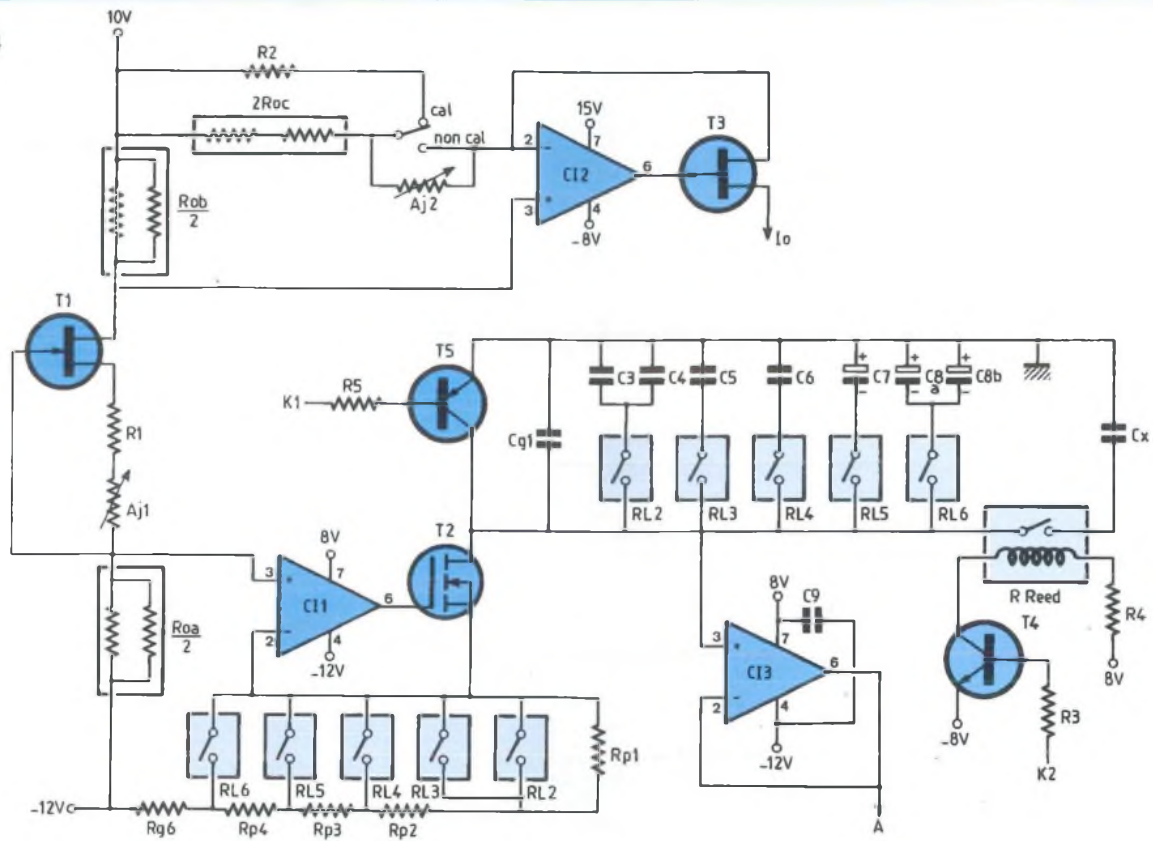 10V
R2
2Roc
cal
non cal
Aj2
15V
2
7
CI2
6
3
4
-8V
T3
Io
Rob
2
T1
R1
Aj1
Roa
2
T5
K1
R5
Cg1
C3
C4
C5
C6
+
C7
-
+
C8
-
a
+
C8b
-
Cx
RL2
RL3
RL4
RL5
RL6
R Reed
T2
8V
3
7
CI1
6
2
4
-12V
8V
C9
3
7
CI3
6
2
4
-12V
A
T4
R4
8V
R3
-8V
K2
RL6
RL5
RL4
RL3
RL2
Rp1
-12V
Rg6
Rp4
Rp3
Rp2